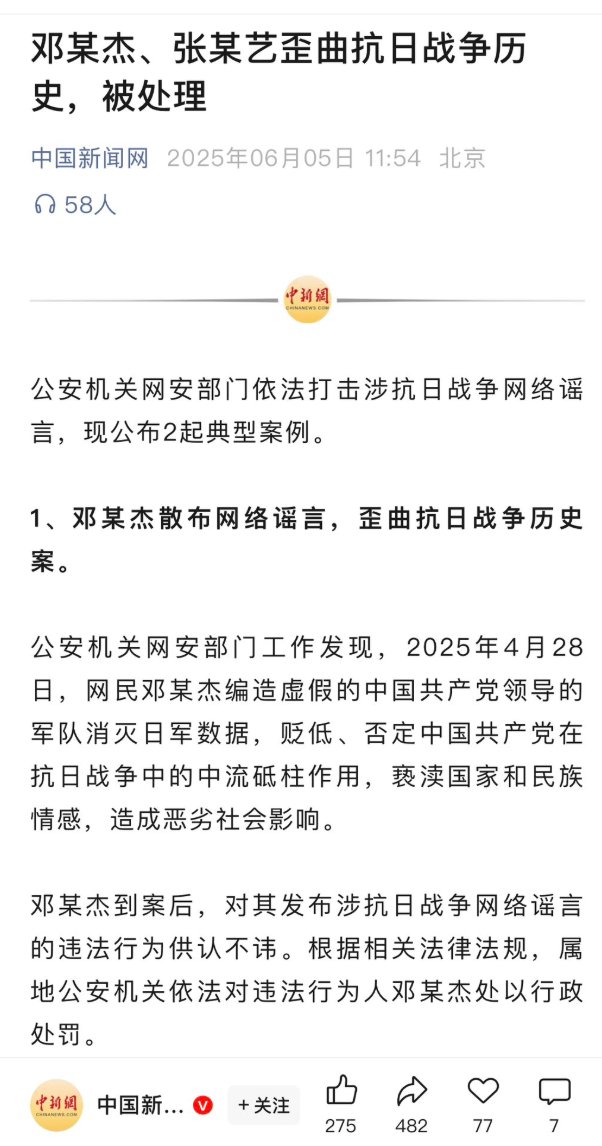 邓某杰、张某艺歪曲抗日战争历
史，被处理
中国新闻网 2025年06月05日 11:54 北京
58人
中新網
CHINANEWS.COM
公安机关网安部门依法打击涉抗日战争网络谣
言，现公布2起典型案例。
1、邓某杰散布网络谣言，歪曲抗日战争历史
案。
公安机关网安部门工作发现，2025年4月28
日，网民邓某杰编造虚假的中国共产党领导的
军队消灭日军数据，贬低、否定中国共产党在
抗日战争中的中流砥柱作用，亵渎国家和民族
情感，造成恶劣社会影响。
邓某杰到案后，对其发布涉抗日战争网络谣言
的违法行为供认不讳。根据相关法律法规，属
地公安机关依法对违法行为人邓某杰处以行政
处罚。
中新網
CHINANEWS.COM
中国新... V +关注
275 482 77 7